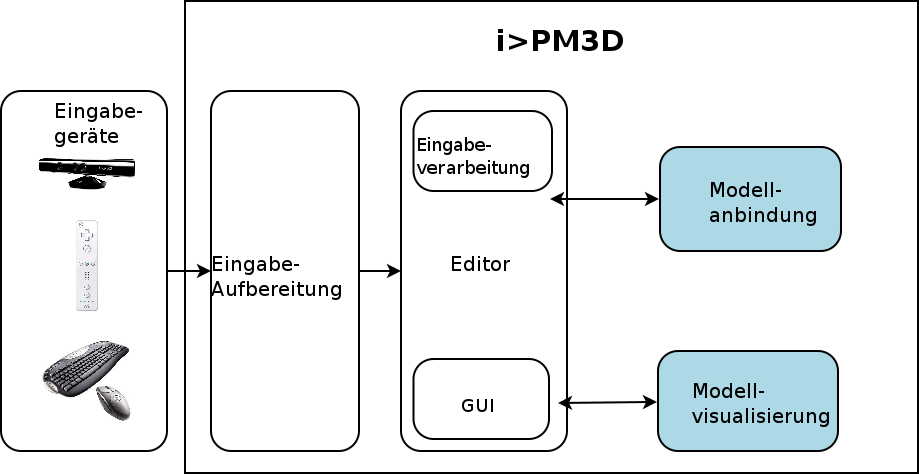 i>PM3D
Eingabe-
geräte
Eingabe-
Aufbereitung
Eingabe-
verarbeitung
Editor
GUI
Modell-
anbindung
Modell-
visualisierung